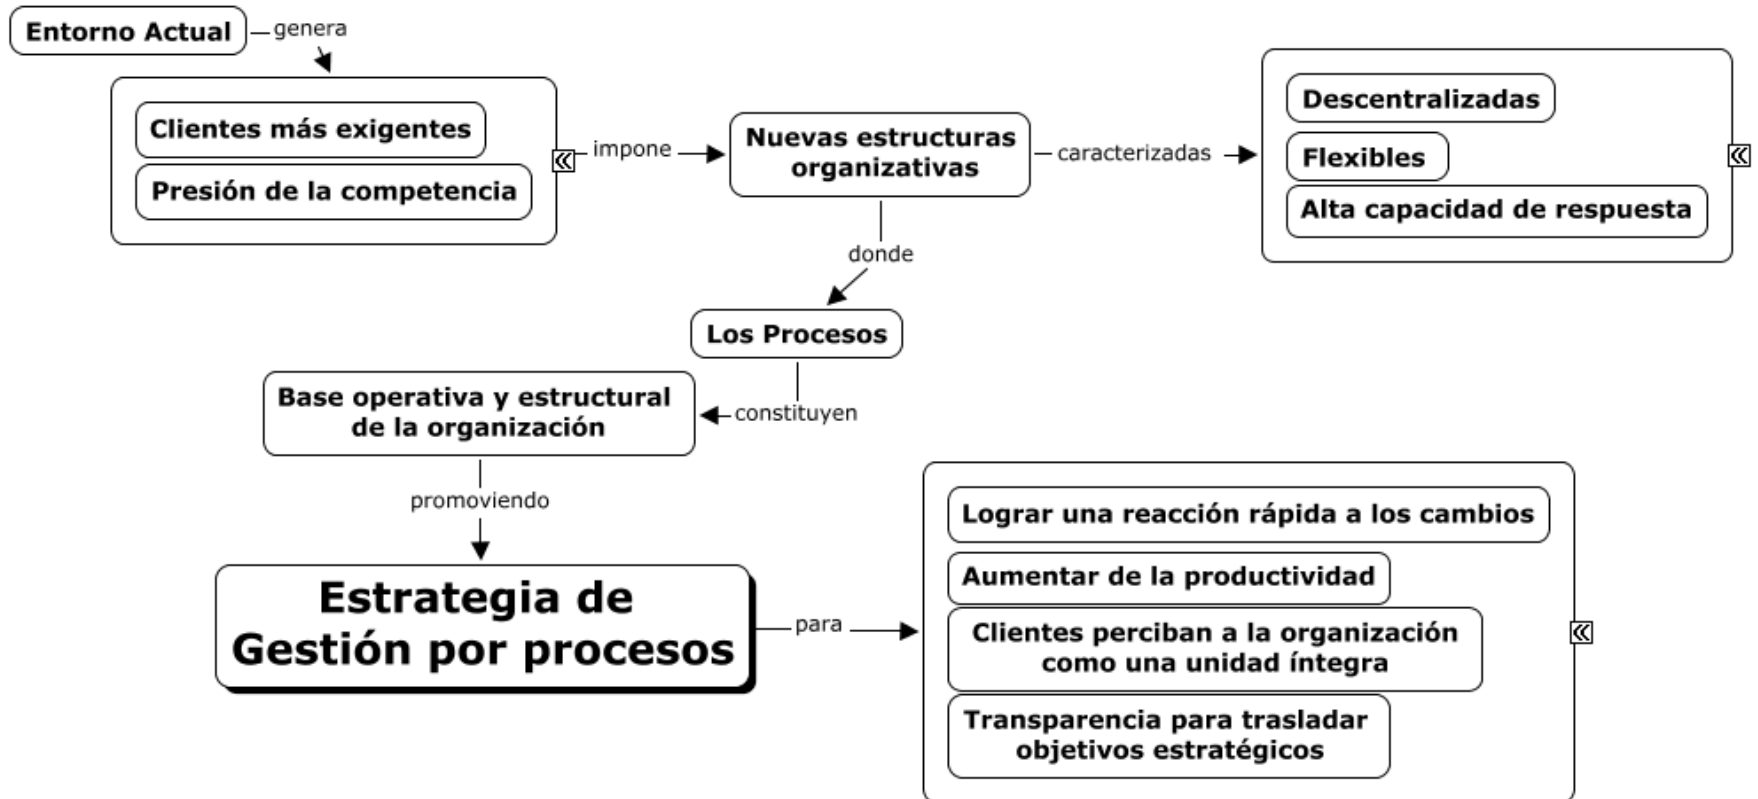 Entorno Actual
genera
Clientes más exigentes
Presión de la competencia
impone
Nuevas estructuras
organizativas
caracterizadas
Descentralizadas
Flexibles
Alta capacidad de respuesta
donde
Los Procesos
constituyen
Base operativa y estructural
de la organización
promoviendo
Estrategia de
Gestión por procesos
para
Lograr una reacción rápida a los cambios
Aumentar de la productividad
Clientes perciban a la organización
como una unidad íntegra
Transparencia para trasladar
objetivos estratégicos